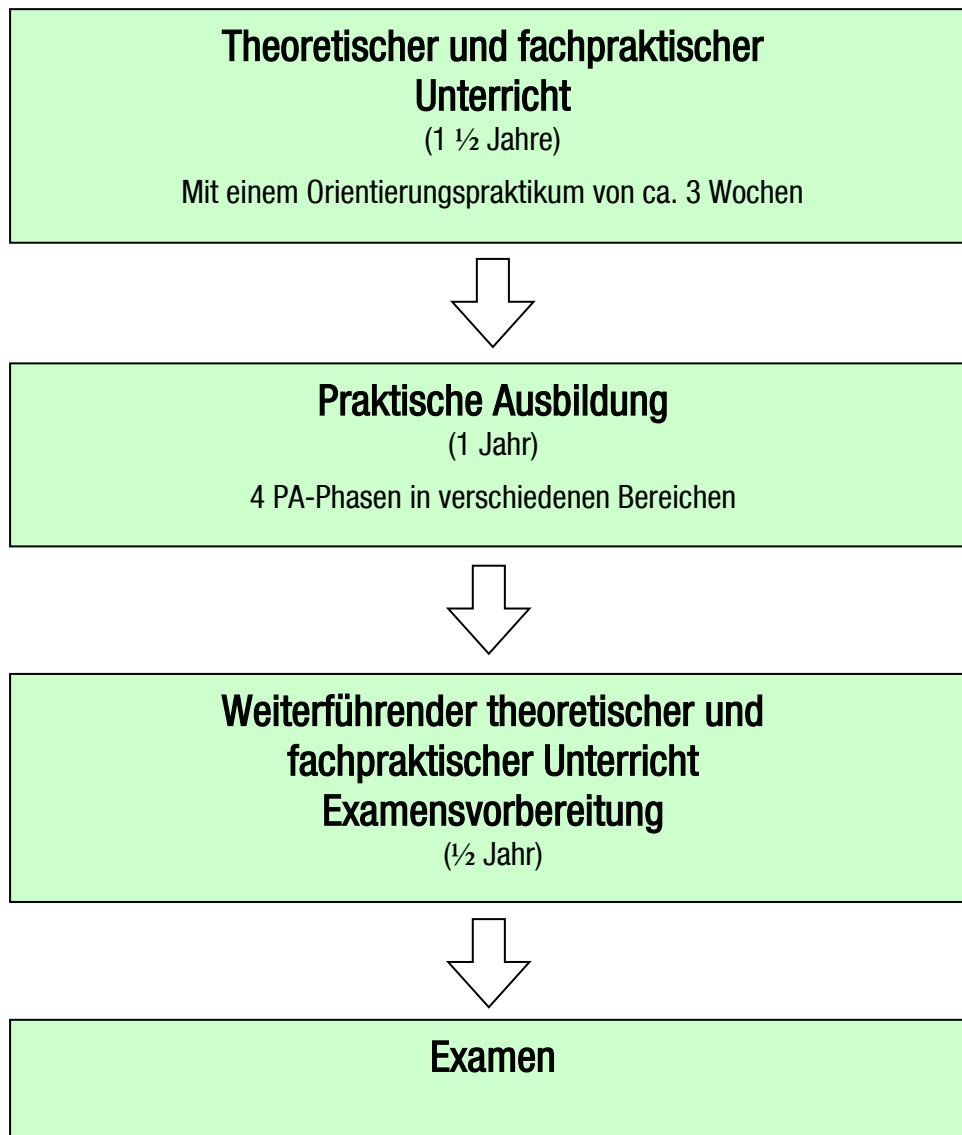 Theoretischer und fachpraktischer
Unterricht
(1 ½ Jahre)
Mit einem Orientierungspraktikum von ca. 3 Wochen
Praktische Ausbildung
(1 Jahr)
4 PA-Phasen in verschiedenen Bereichen
Weiterführender theoretischer und
fachpraktischer Unterricht
Examensvorbereitung
(½ Jahr)
Examen